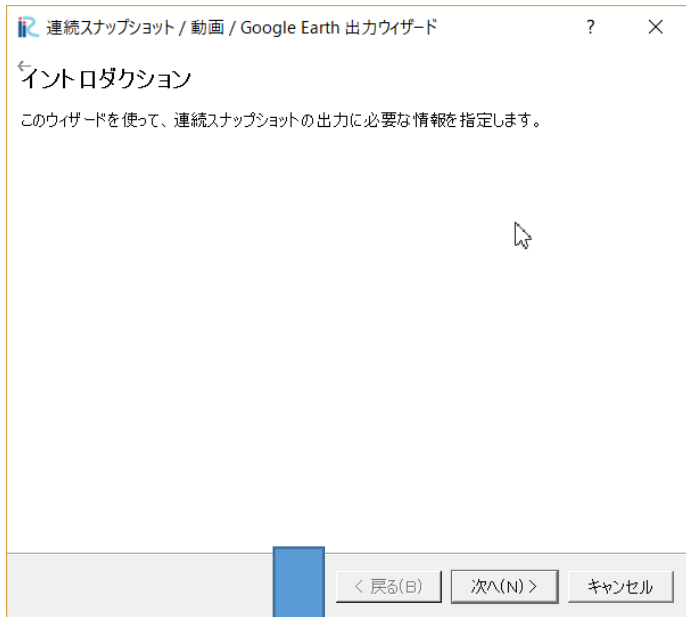 連続スナップショット / 動画 / Google Earth 出力ウィザード
イントロダクション
このウィザードを使って、連続スナップショットの出力に必要な情報を指定します。
< 戻る(B) 次へ(N) > キャンセル